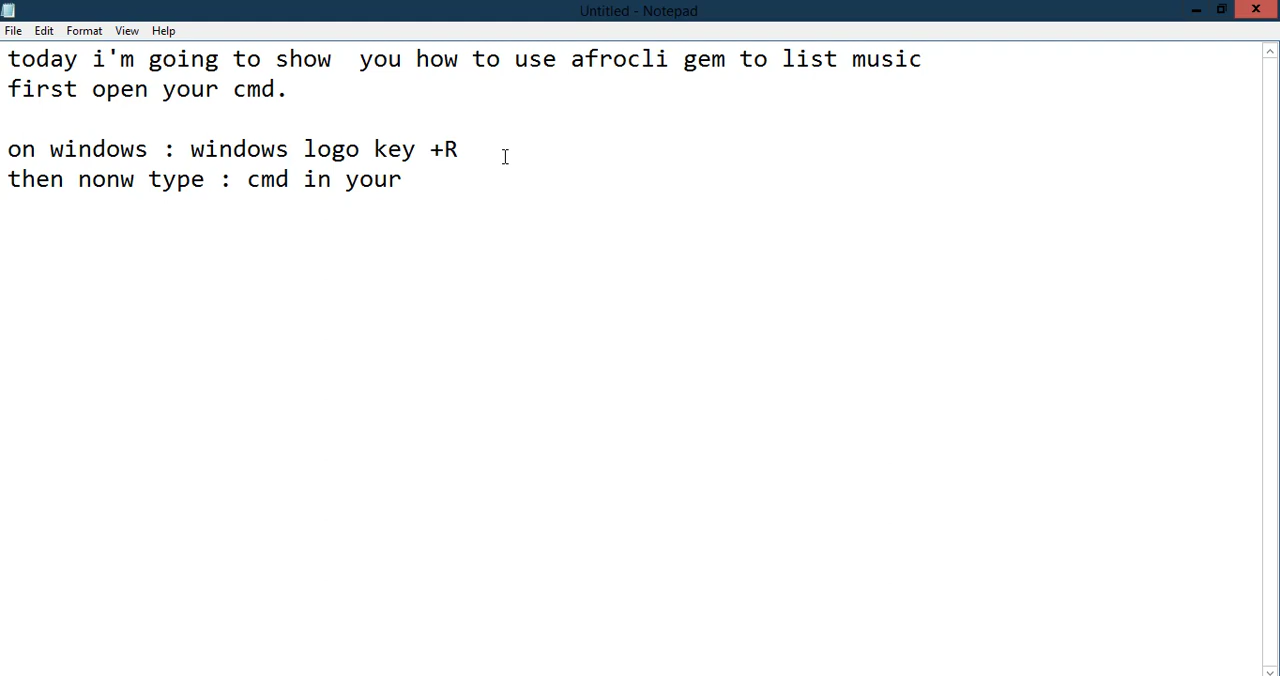 Untitled - Notepad
File Edit Format View Help
today i'm going to show  you how to use afrocli gem to list music
first open your cmd.
on windows : windows logo key +R
then nonw type : cmd in your